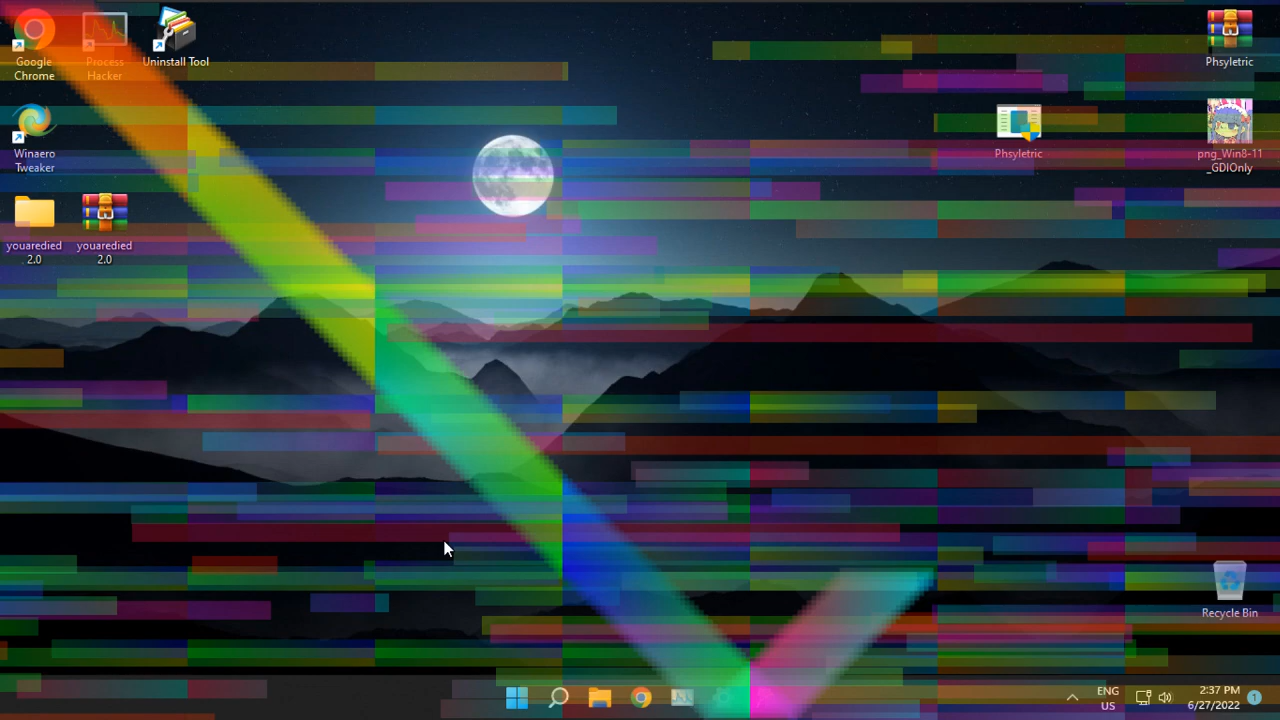 Google
Chrome
Process
Hacker
Uninstall Tool
Winaero
Tweaker
youaredied
2.0
youaredied
2.0
Phsyletric
Phsyletric
png_Win8-11
_GDIOnly
Recycle Bin
ENG
US
2:37 PM
6/27/2022
1